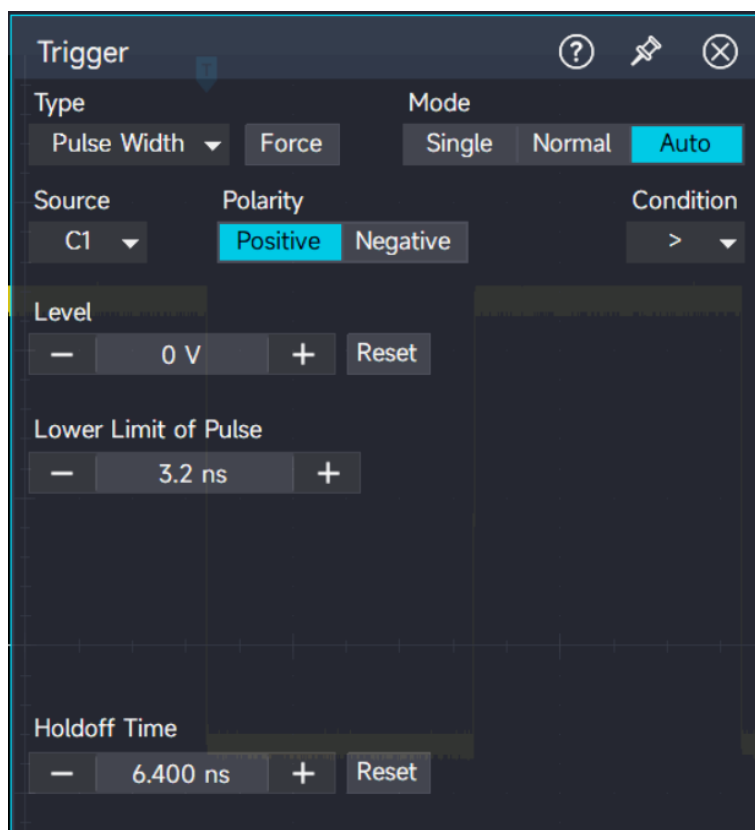 Trigger
T
Type Mode
Pulse Width Force Single Normal Auto
Source Polarity Condition
C1 Positive Negative >
Level
− 0 V + Reset
Lower Limit of Pulse
− 3.2 ns +
Holdoff Time
− 6.400 ns + Reset